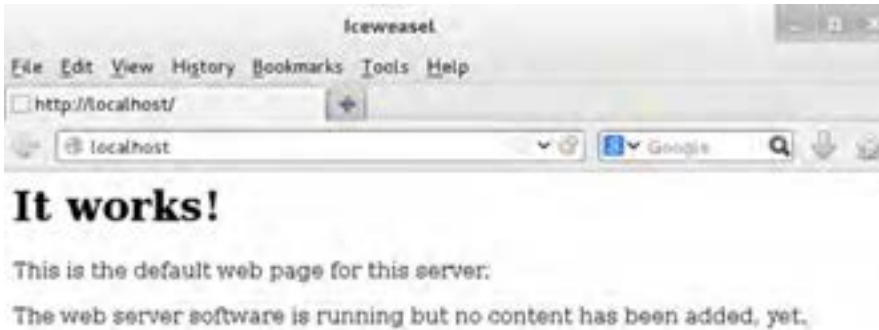 Iceweasel
File Edit View History Bookmarks Tools Help
http://localhost/
localhost
Google
It works!
This is the default web page for this server.
The web server software is running but no content has been added, yet.